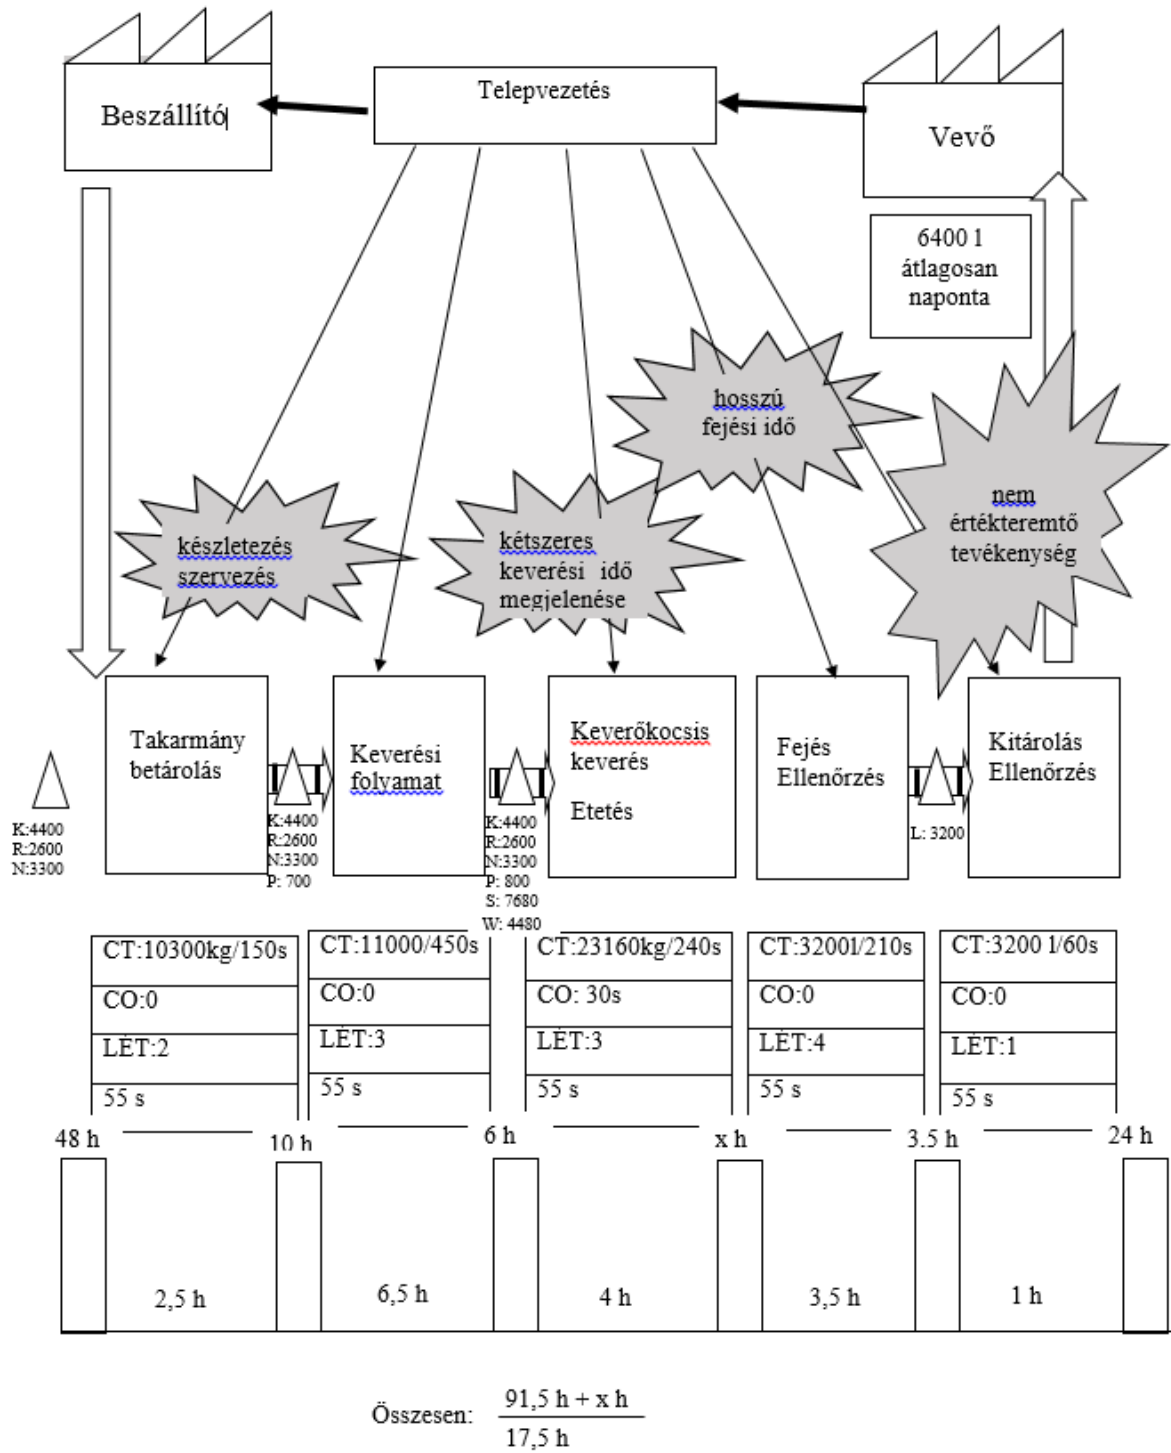 Beszállító
Telepvezetés
Vevő
6400 l
átlagosan
naponta
hosszú
fejési idő
nem
értékteremtő
tevékenység
készletezés
szervezés
kétszeres
keverési idő
megjelenése
Takarmány
betárolás
Keverési
folyamat
Keverőkocsis
keverés
Etetés
Fejés
Ellenőrzés
Kitárolás
Ellenőrzés
K:4400
R:2600
N:3300
K:4400
R:2600
N:3300
P: 700
K:4400
R:2600
N:3300
P: 800
S: 7680
W: 4480
L: 3200
CT:10300kg/150s
CO:0
LÉT:2
55 s
CT:11000/450s
CO:0
LÉT:3
55 s
CT:23160kg/240s
CO: 30s
LÉT:3
55 s
CT:3200l/210s
CO:0
LÉT:4
55 s
CT:3200 l/60s
CO:0
LÉT:1
55 s
48 h
10 h
6 h
x h
3.5 h
24 h
2,5 h
6,5 h
4 h
3,5 h
1 h
Összesen:
91,5 h + x h
17,5 h